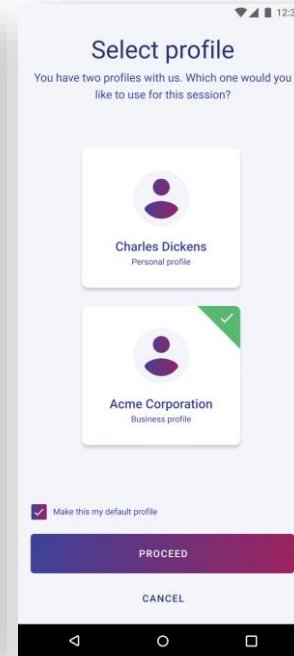 12:3
Select profile
You have two profiles with us. Which one would you
like to use for this session?
Charles Dickens
Personal profile
Acme Corporation
Business profile
Make this my default profile
PROCEED
CANCEL